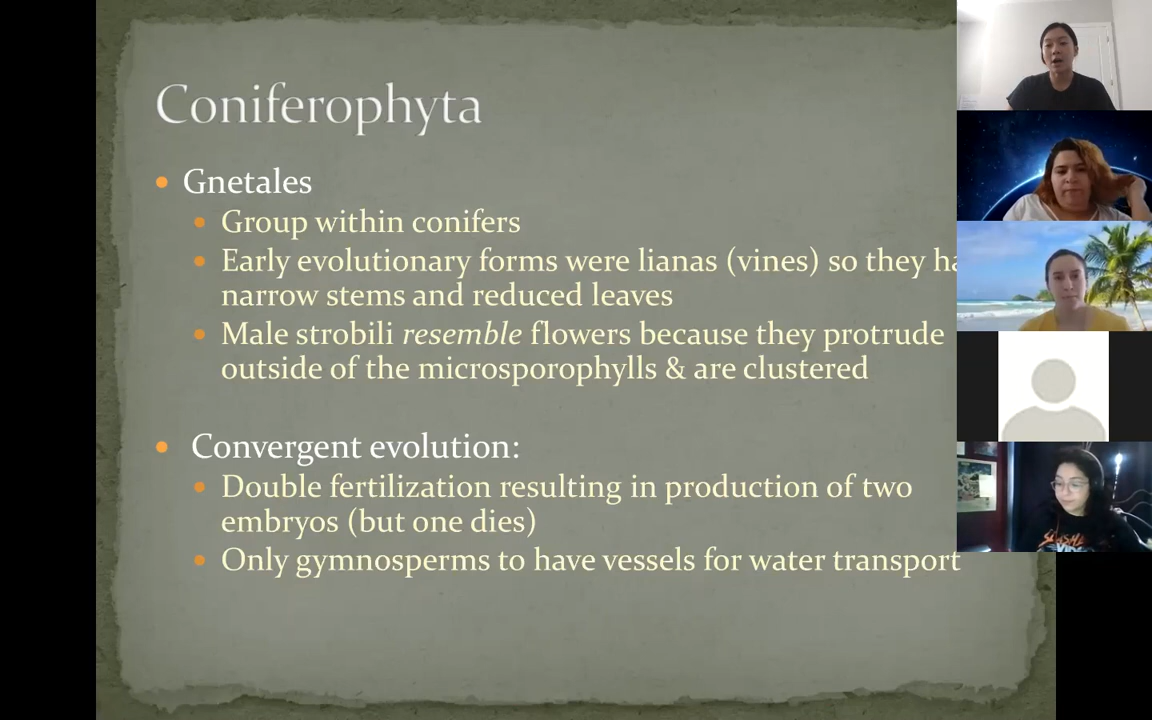 Coniferophyta
• Gnetales
• Group within conifers
• Early evolutionary forms were lianas (vines) so they
narrow stems and reduced leaves
• Male strobili resemble flowers because they protrude
outside of the microsporophylls & are clustered
• Convergent evolution:
• Double fertilization resulting in production of two
embryos (but one dies)
• Only gymnosperms to have vessels for water transport